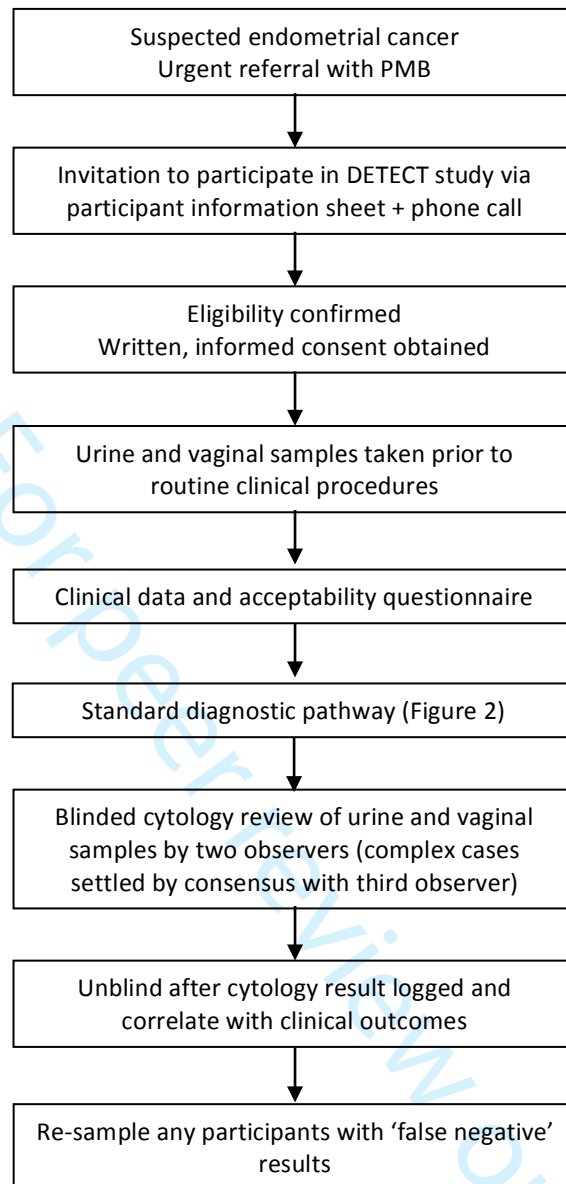 Suspected endometrial cancer
Urgent referral with PMB
Invitation to participate in DETECT study via
participant information sheet + phone call
Eligibility confirmed
Written, informed consent obtained
Urine and vaginal samples taken prior to
routine clinical procedures
Clinical data and acceptability questionnaire
Standard diagnostic pathway (Figure 2)
Blinded cytology review of urine and vaginal
samples by two observers (complex cases
settled by consensus with third observer)
Unblind after cytology result logged and
correlate with clinical outcomes
Re-sample any participants with ‘false negative’
results
For peer review